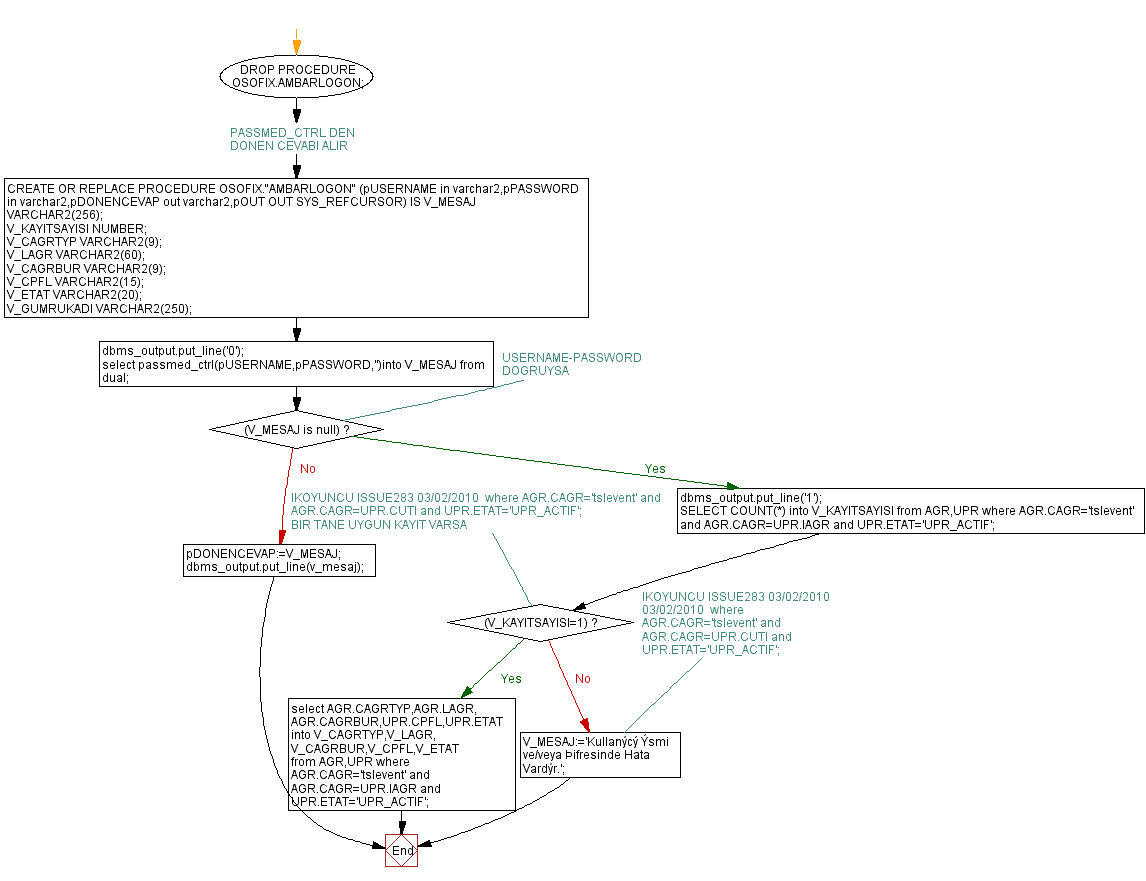 DROP PROCEDURE
OSOFIX.AMBARLOGON;
PASSMED_CTRL DEN
DONEN CEVABI ALIR
CREATE OR REPLACE PROCEDURE OSOFIX."AMBARLOGON" (pUSERNAME in varchar2,pPASSWORD
in varchar2,pDONENCEVAP out varchar2,pOUT OUT SYS_REFCURSOR) IS V_MESAJ
VARCHAR2(256);
V_KAYITSAYISI NUMBER;
V_CAGRTYP VARCHAR2(9);
V_LAGR VARCHAR2(60);
V_CAGRBUR VARCHAR2(9);
V_CPFL VARCHAR2(15);
V_ETAT VARCHAR2(20);
V_GUMRUKADI VARCHAR2(250);
dbms_output.put_line('0');
select passmed_ctrl(pUSERNAME,pPASSWORD,'')into V_MESAJ from
dual;
USERNAME-PASSWORD
DOGRUYSA
(V_MESAJ is null) ?
No
Yes
IKOYUNCU ISSUE283 03/02/2010  where AGR.CAGR='tslevent' and
AGR.CAGR=UPR.CUTI and UPR.ETAT='UPR_ACTIF';
BIR TANE UYGUN KAYIT VARSA
dbms_output.put_line('1');
SELECT COUNT(*) into V_KAYITSAYISI from AGR,UPR where AGR.CAGR='tslevent'
and AGR.CAGR=UPR.IAGR and UPR.ETAT='UPR_ACTIF';
pDONENCEVAP:=V_MESAJ;
dbms_output.put_line(v_mesaj);
(V_KAYITSAYISI=1) ?
IKOYUNCU ISSUE283 03/02/2010
03/02/2010  where
AGR.CAGR='tslevent' and
AGR.CAGR=UPR.CUTI and
UPR.ETAT='UPR_ACTIF';
Yes
No
select AGR.CAGRTYP,AGR.LAGR,
AGR.CAGRBUR,UPR.CPFL,UPR.ETAT
into V_CAGRTYP,V_LAGR,
V_CAGRBUR,V_CPFL,V_ETAT
from AGR,UPR where
AGR.CAGR='tslevent' and
AGR.CAGR=UPR.IAGR and
UPR.ETAT='UPR_ACTIF';
V_MESAJ:='Kullanýcý Ýsmi
ve/veya Þifresinde Hata
Vardýr.';
End